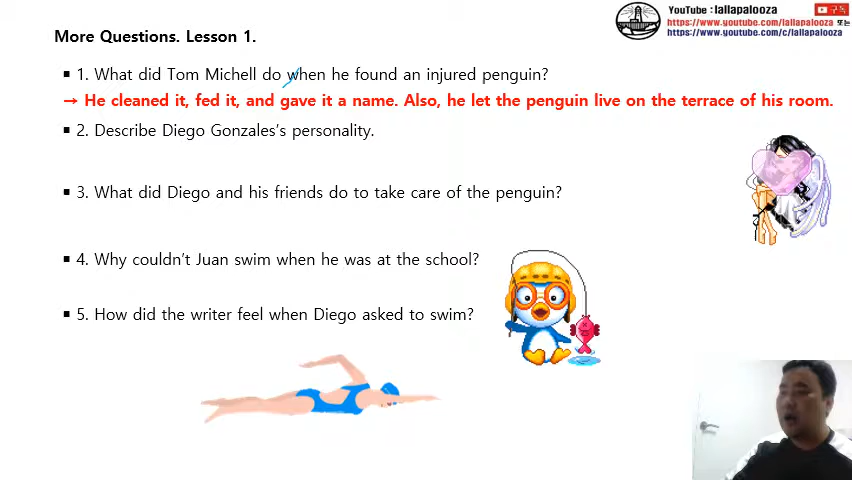 YouTube : lallapalooza
구독
https://www.youtube.com/lallapalooza 또는
https://www.youtube.com/c/lallapalooza
More Questions. Lesson 1.
▪ 1. What did Tom Michell do when he found an injured penguin?
→ He cleaned it, fed it, and gave it a name. Also, he let the penguin live on the terrace of his room.
▪ 2. Describe Diego Gonzales's personality.
▪ 3. What did Diego and his friends do to take care of the penguin?
▪ 4. Why couldn't Juan swim when he was at the school?
▪ 5. How did the writer feel when Diego asked to swim?